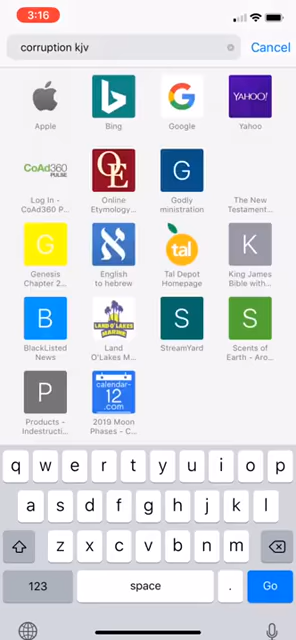 3:16
corruption kjv
Cancel
YAHOO!
Apple
Bing
Google
Yahoo
CoAd360
PULSE
OE
G
Log In -
CoAd360 P...
Online
Etymology...
Godly
ministration
The New
Testament...
G
א
tal
K
Genesis
Chapter 2...
English
to hebrew
Tal Depot
Homepage
King James
Bible with...
B
LAND O'LAKES
MARINE
S
S
BlackListed
News
Land
O'Lakes M...
StreamYard
Scents of
Earth - Aro...
P
calendar-
12
.com
Products -
Indestructi...
2019 Moon
Phases - C...
q w e r t y u i o p
a s d f g h j k l
z x c v b n m
123
space
.
Go